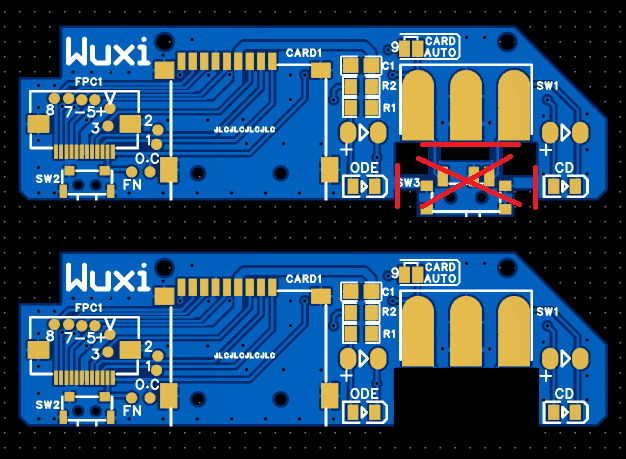 Wuxi
CARD1
9
CARD
AUTO
FPC1
C1
R2
R1
SW1
V
8 7-5+
3
2
1
O.C
JLCJLCJLCJLC
+
+
SW2
FN
ODE
SW3
CD
Wuxi
CARD1
9
CARD
AUTO
FPC1
C1
R2
R1
SW1
V
8 7-5+
3
2
1
O.C
JLCJLCJLCJLC
+
+
SW2
FN
ODE
CD